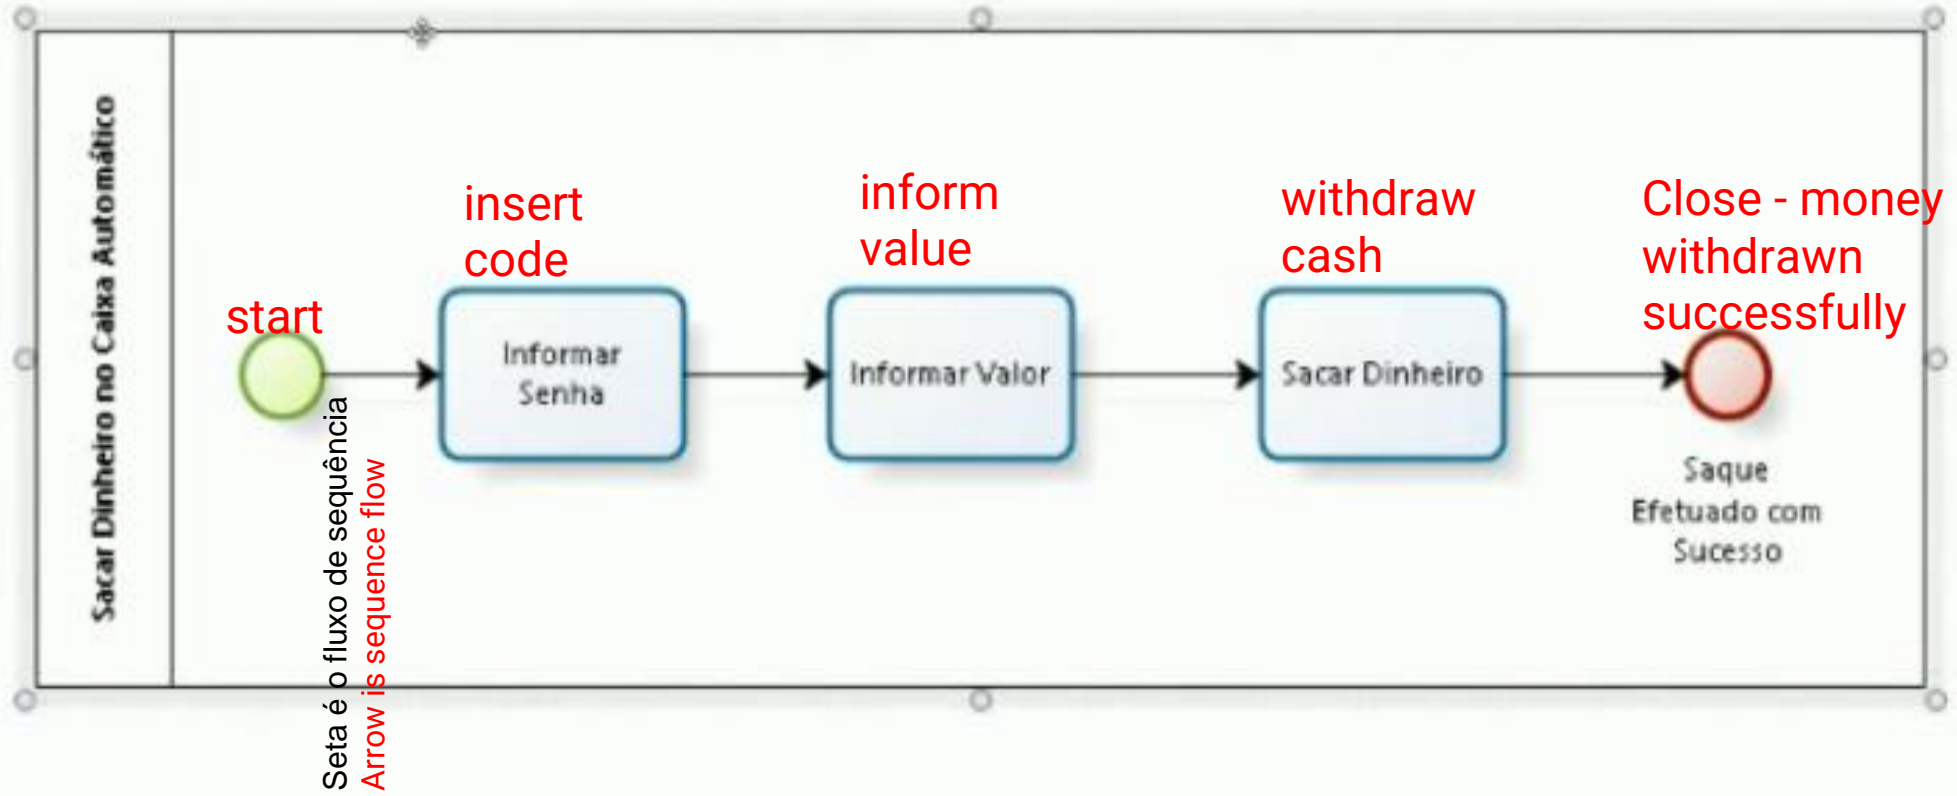 Sacar Dinheiro no Caixa Automático
start
insert
code
inform
value
withdraw
cash
Close - money
withdrawn
successfully
Informar
Senha
Informar Valor
Sacar Dinheiro
Saque
Efetuado com
Sucesso
Seta é o fluxo de sequência
Arrow is sequence flow